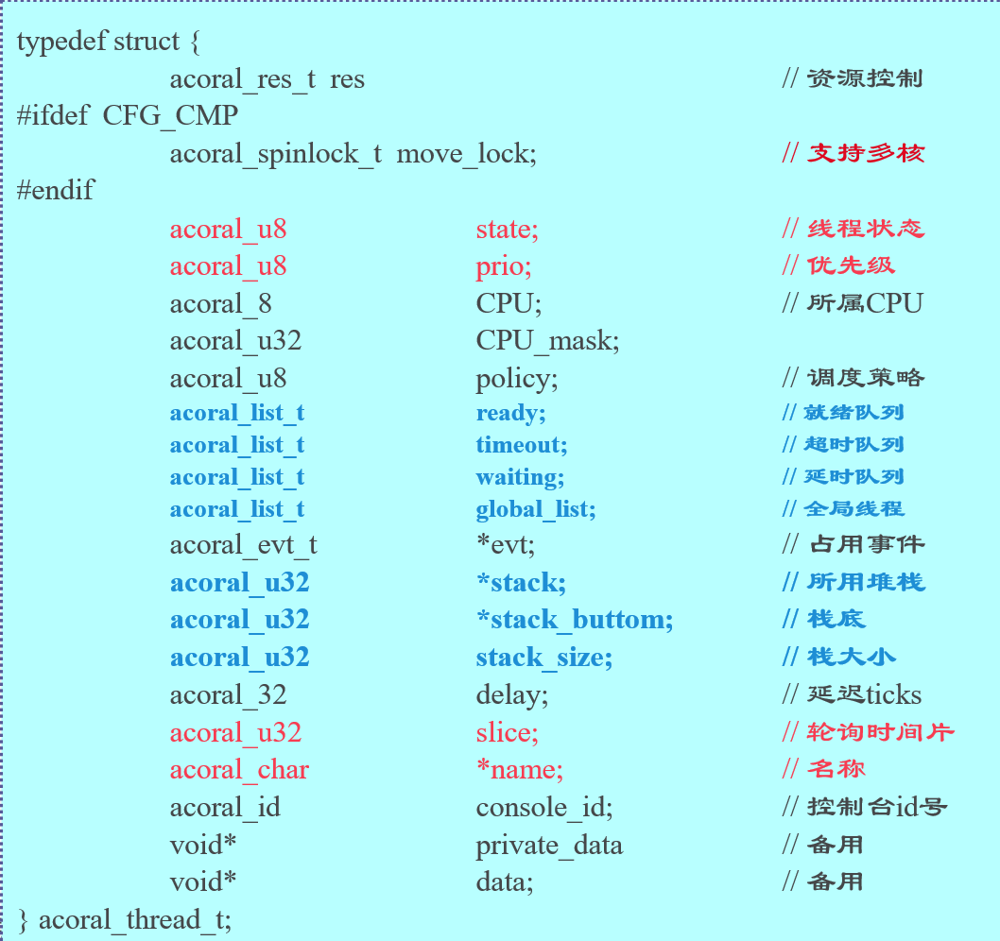 typedef struct {
acoral_res_t res // 资源控制
#ifdef CFG_CMP
acoral_spinlock_t move_lock; // 支持多核
#endif
acoral_u8 state; // 线程状态
acoral_u8 prio; // 优先级
acoral_8 CPU; // 所属CPU
acoral_u32 CPU_mask;
acoral_u8 policy; // 调度策略
acoral_list_t ready; // 就绪队列
acoral_list_t timeout; // 超时队列
acoral_list_t waiting; // 延时队列
acoral_list_t global_list; // 全局线程
acoral_evt_t *evt; // 占用事件
acoral_u32 *stack; // 所用堆栈
acoral_u32 *stack_buttom; // 栈底
acoral_u32 stack_size; // 栈大小
acoral_32 delay; // 延迟ticks
acoral_u32 slice; // 轮询时间片
acoral_char *name; // 名称
acoral_id console_id; // 控制台id号
void* private_data // 备用
void* data; // 备用
} acoral_thread_t;